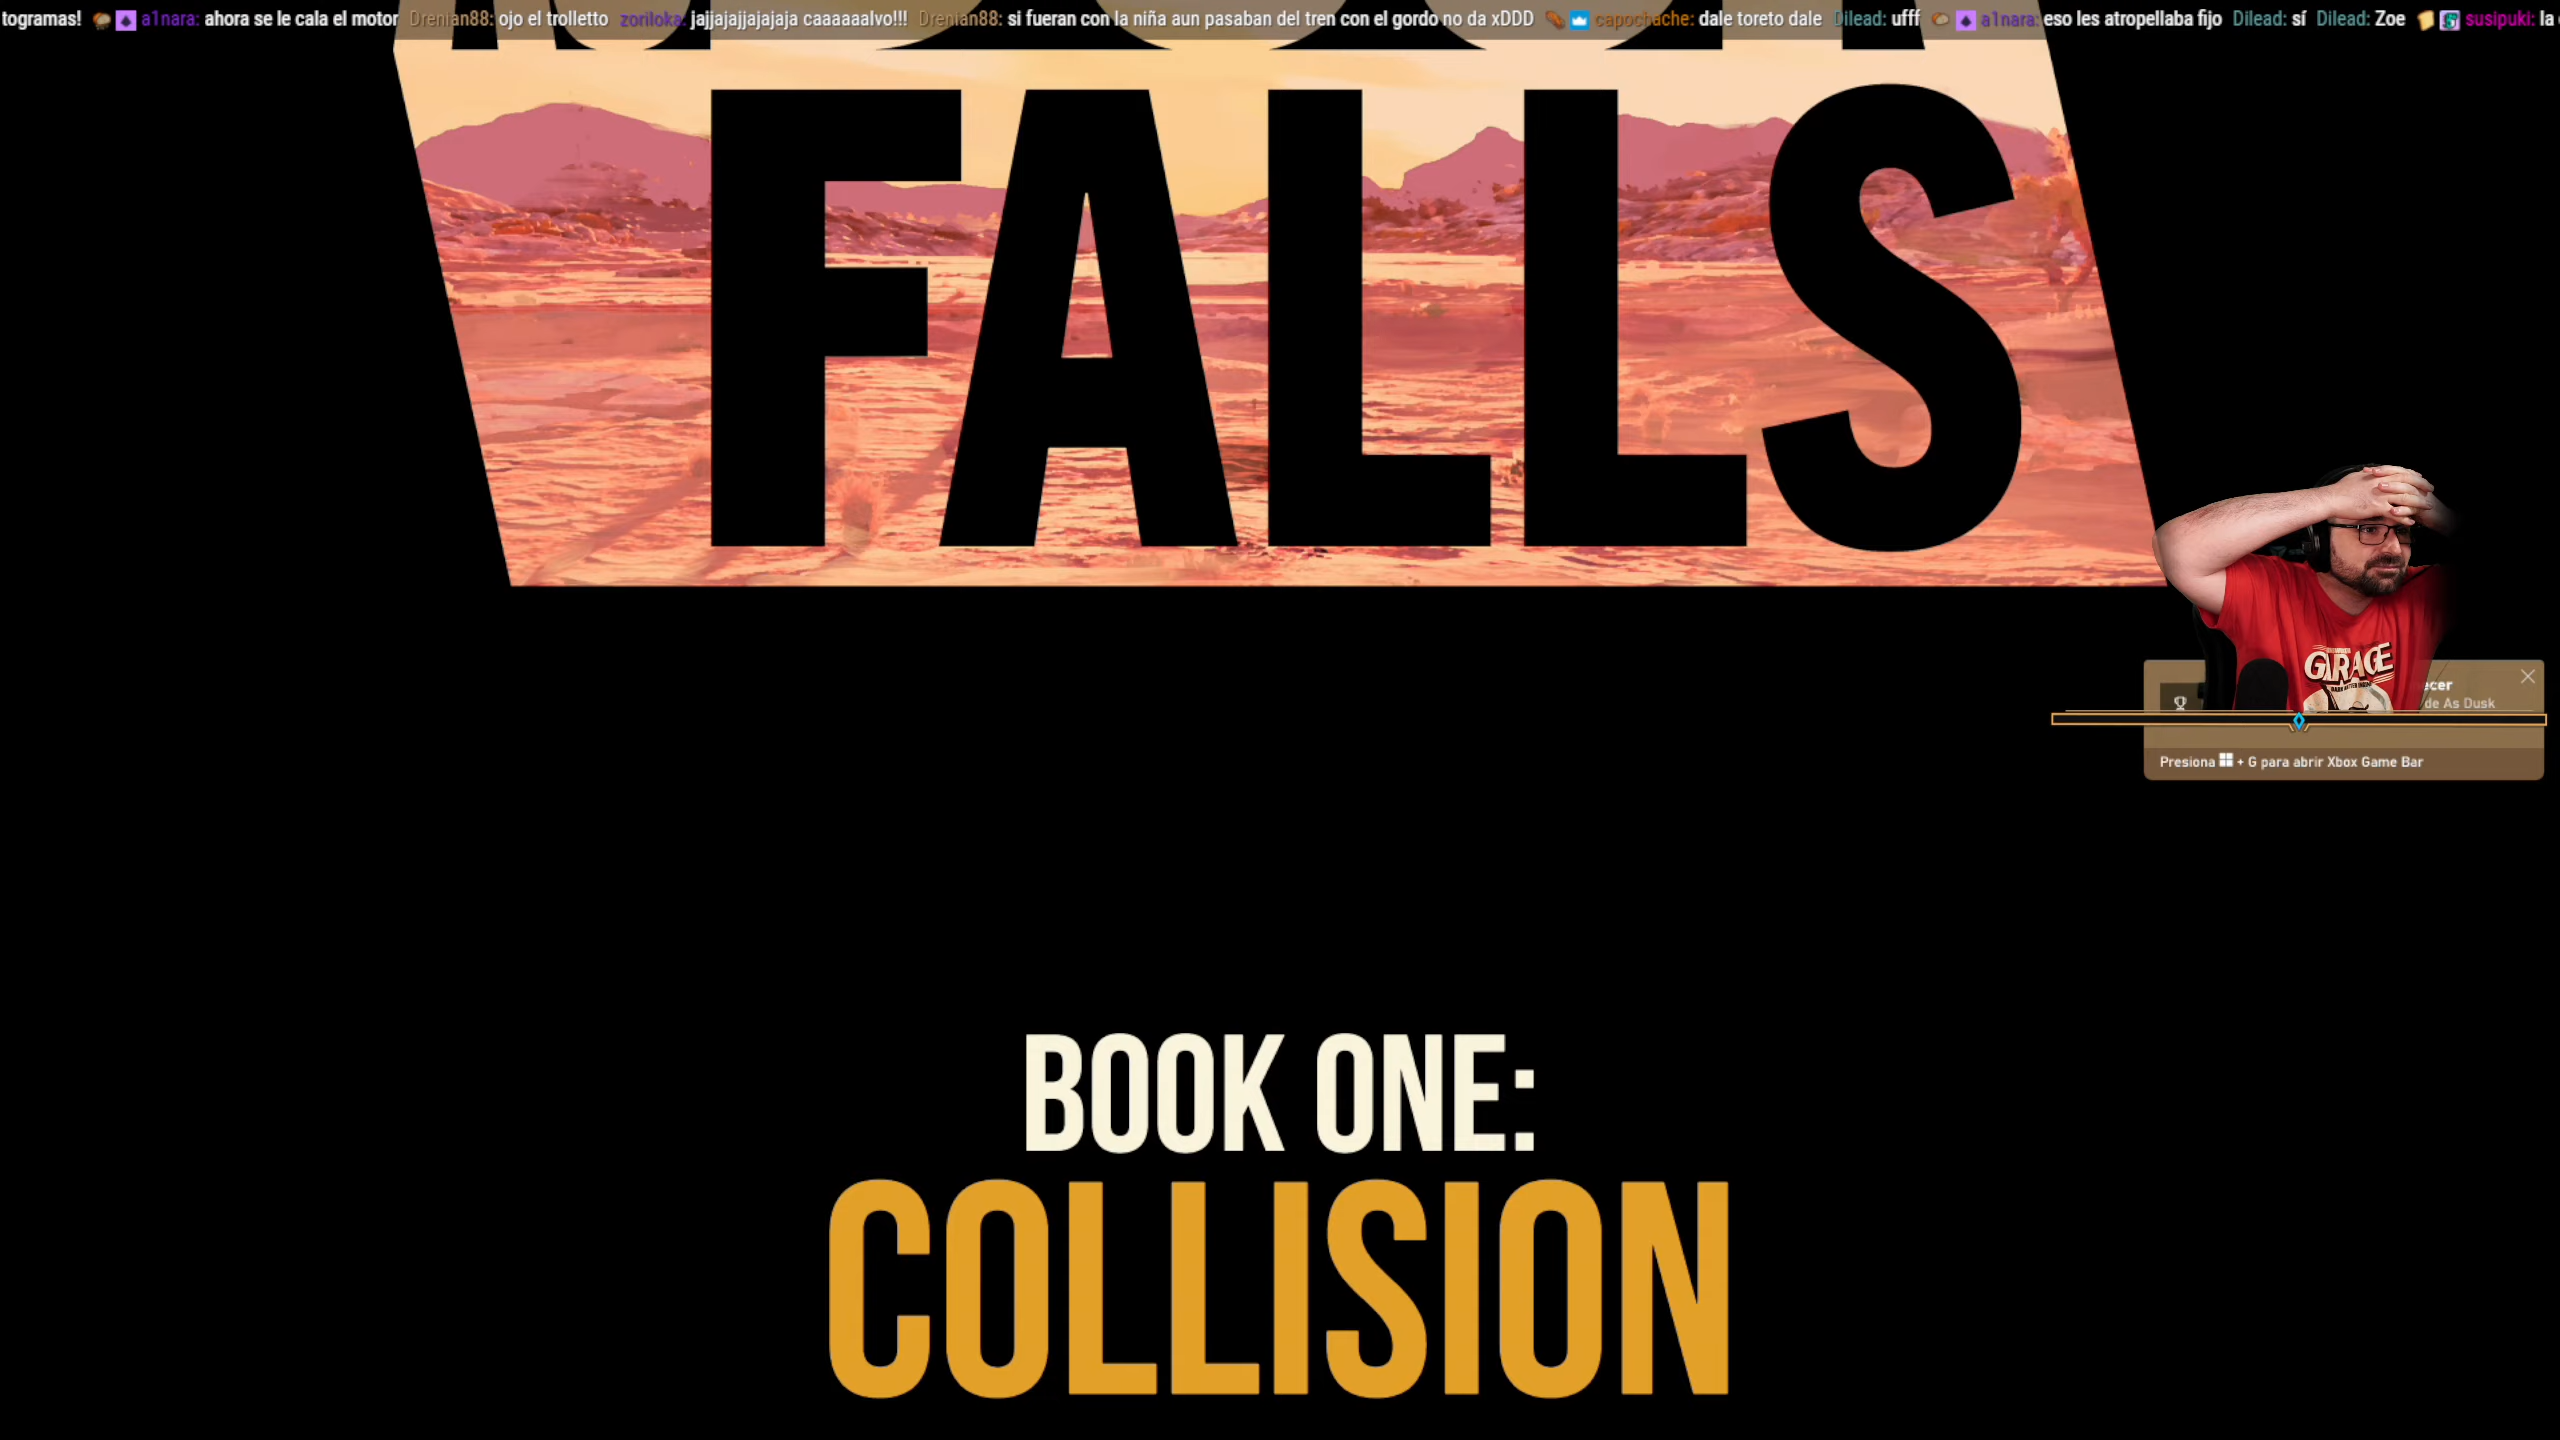 togramas! a1nara: ahora se le cala el motor Drenian88: ojo el trolletto zoriloka: jajjajajjajajaja caaaaaalvo!!! Drenian88: si fueran con la niña aun pasaban del tren con el gordo no da xDDD capochache: dale toreto dale Dilead: ufff a1nara: eso les atropellaba fijo Dilead: sí Dilead: Zoe susipuki: la
FALLS
GARAGE
ecer
de As Dusk
Presiona + G para abrir Xbox Game Bar
BOOK ONE:
COLLISION